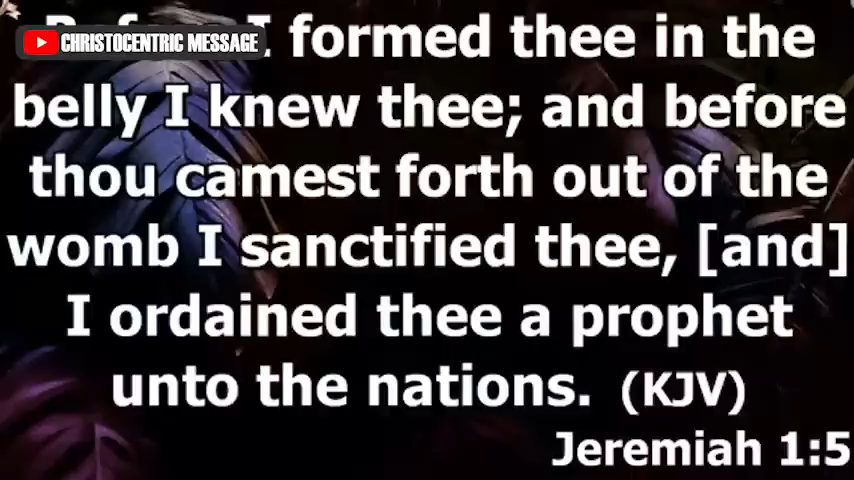 CHRISTOCENTRIC MESSAGE
I formed thee in the
belly I knew thee; and before
thou camest forth out of the
womb I sanctified thee, [and]
I ordained thee a prophet
unto the nations. (KJV)
Jeremiah 1:5